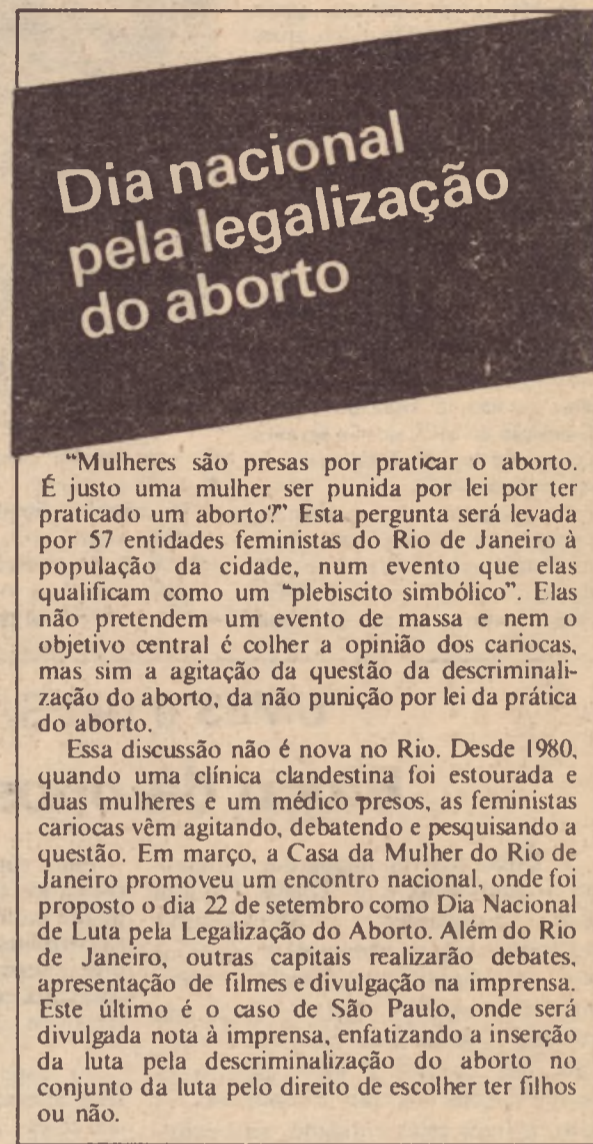 Dia nacional
pela legalização
do aborto
“Mulheres são presas por praticar o aborto.
É justo uma mulher ser punida por lei por ter
praticado um aborto?” Esta pergunta será levada
por 57 entidades feministas do Rio de Janeiro à
população da cidade, num evento que elas
qualificam como um “plebiscito simbólico”. Elas
não pretendem um evento de massa e nem o
objetivo central é colher a opinião dos cariocas,
mas sim a agitação da questão da descriminali-
zação do aborto, da não punição por lei da prática
do aborto.
Essa discussão não é nova no Rio. Desde 1980,
quando uma clínica clandestina foi estourada e
duas mulheres e um médico presos, as feministas
cariocas vêm agitando, debatendo e pesquisando a
questão. Em março, a Casa da Mulher do Rio de
Janeiro promoveu um encontro nacional, onde foi
proposto o dia 22 de setembro como Dia Nacional
de Luta pela Legalização do Aborto. Além do Rio
de Janeiro, outras capitais realizarão debates,
apresentação de filmes e divulgação na imprensa.
Este último é o caso de São Paulo, onde será
divulgada nota à imprensa, enfatizando a inserção
da luta pela descriminalização do aborto no
conjunto da luta pelo direito de escolher ter filhos
ou não.